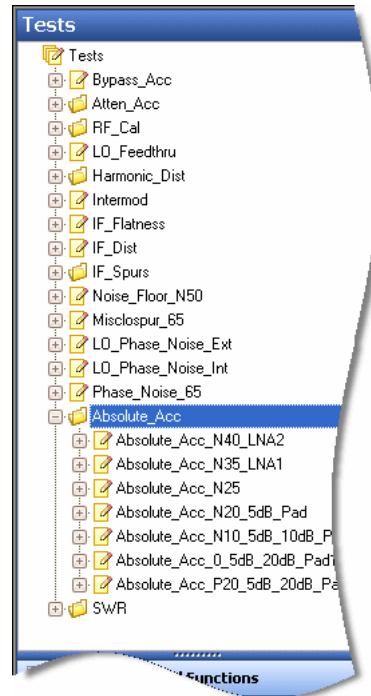 Tests
Tests
Bypass_Acc
Atten_Acc
RF_Cal
LO_Feedthru
Harmonic_Dist
Intermod
IF_Flatness
IF_Dist
IF_Spurs
Noise_Floor_N50
Misclospur_65
LO_Phase_Noise_Ext
LO_Phase_Noise_Int
Phase_Noise_65
Absolute_Acc
Absolute_Acc_N40_LNA2
Absolute_Acc_N35_LNA1
Absolute_Acc_N25
Absolute_Acc_N20_5dB_Pad
Absolute_Acc_N10_5dB_10dB_P
Absolute_Acc_0_5dB_20dB_Pad
Absolute_Acc_P20_5dB_20dB_Pa
SWR
Functions